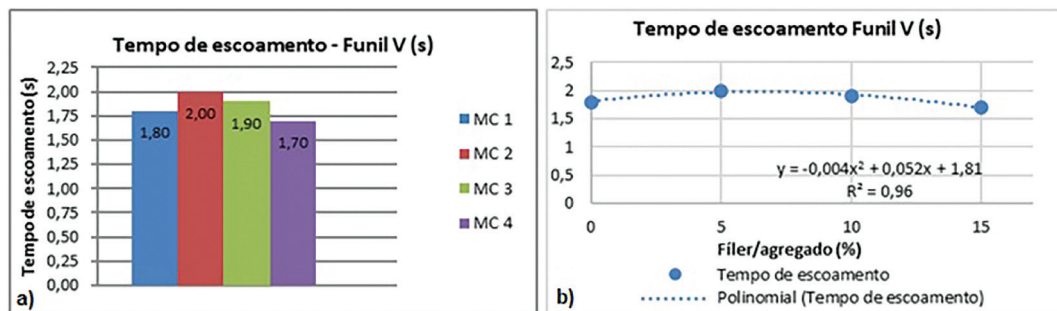 Tempo de escoamento - Funil V (s)
Tempo de escoamento (s)
2,25
2,00
1,75
1,50
1,25
1,00
0,75
0,50
0,25
0,00
1,80
2,00
1,90
1,70
MC 1
MC 2
MC 3
MC 4
a)
Tempo de escoamento Funil V (s)
2,5
2
1,5
1
0,5
0
y = -0,004x² + 0,052x + 1,81
R² = 0,96
0 5 10 15
Fíler/agregado (%)
Tempo de escoamento
Polinomial (Tempo de escoamento)
b)